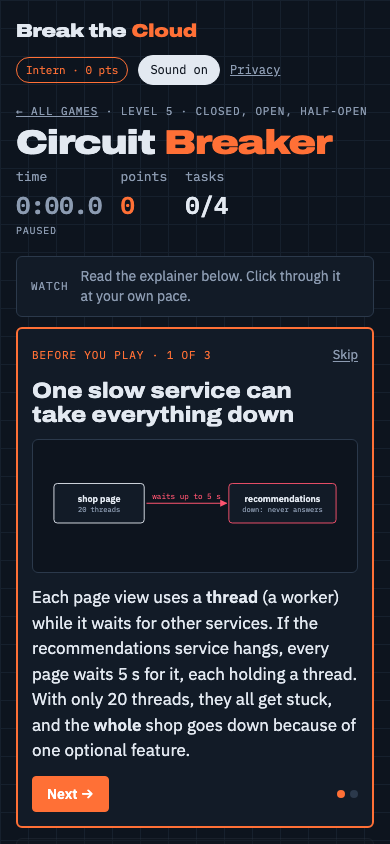 Break the Cloud
Intern · 0 pts
Sound on
Privacy
← ALL GAMES · LEVEL 5 · CLOSED, OPEN, HALF-OPEN
Circuit Breaker
time points tasks
0:00.0 0 0/4
PAUSED
WATCH
Read the explainer below. Click through it
at your own pace.
BEFORE YOU PLAY · 1 OF 3
Skip
One slow service can
take everything down
shop page
20 threads
waits up to 5 s
recommendations
down: never answers
Each page view uses a thread (a worker)
while it waits for other services. If the
recommendations service hangs, every
page waits 5 s for it, each holding a thread.
With only 20 threads, they all get stuck,
and the whole shop goes down because of
one optional feature.
Next →